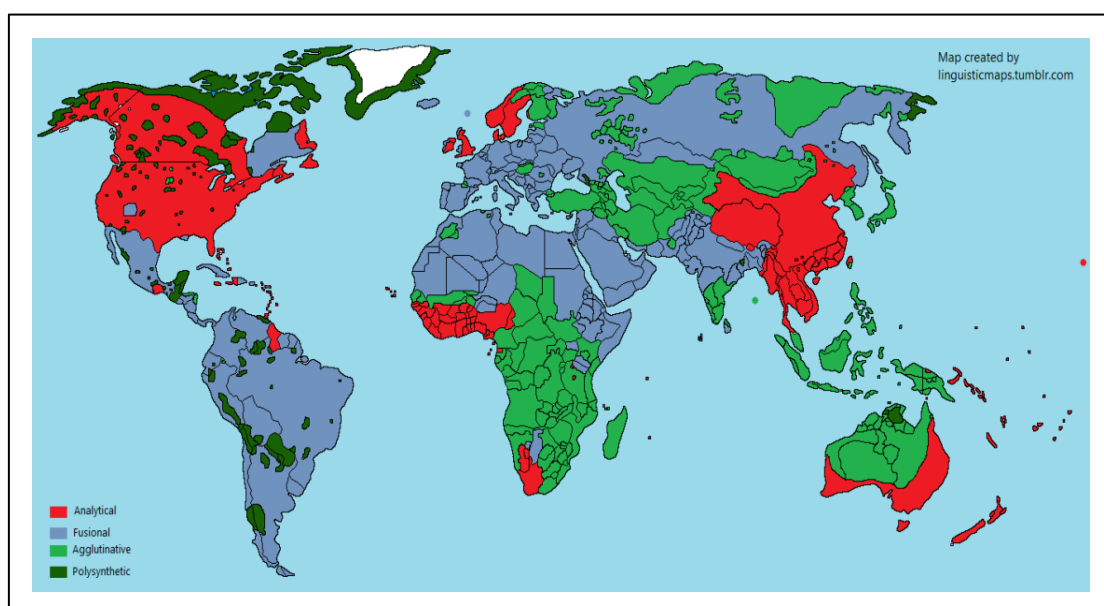 Map created by
linguisticmaps.tumblr.com
Analytical
Fusional
Agglutinative
Polysynthetic